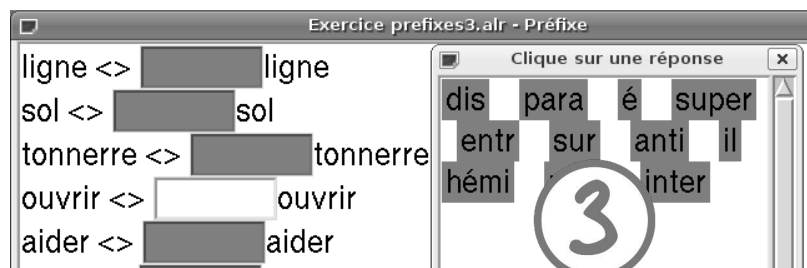 Exercice prefixes3.alr - Préfixe
ligne <> ligne
sol <> sol
tonnerre <> tonnerre
ouvrir <> ouvrir
aider <> aider
Clique sur une réponse
dis para é super
entr sur anti il
hémi inter
3